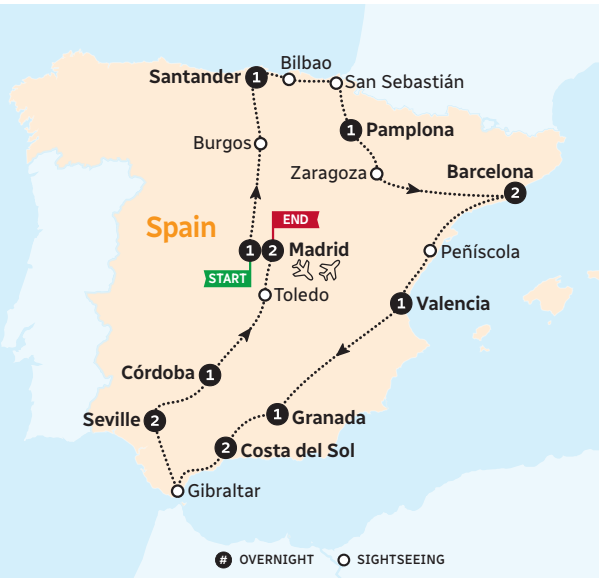 Bilbao
Santander 1
San Sebastián
1 Pamplona
Burgos
Zaragoza
Barcelona
2
Spain
END
1 2 Madrid
START
Peñíscola
Toledo
1 Valencia
Córdoba 1
Seville 2
1 Granada
2 Costa del Sol
Gibraltar
# OVERNIGHT SIGHTSEEING